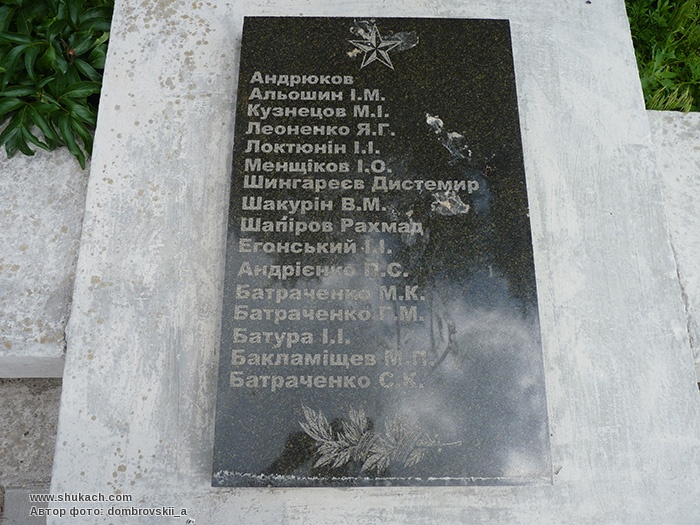 Андрюков
Альошин І.М.
Кузнецов М.І.
Леоненко Я.Г.
Локтюнін І.І.
Менщіков І.О.
Шингареєв Дистемир
Шакурін В.М.
Шапіров Рахмад
Егонський І.І.
Андрієнко П.С.
Батраченко М.К.
Батраченко Г.М.
Батура І.І.
Бакламіщев М.П.
Батраченко С.К.
www.shukach.com
Автор фото: dombrovskii_a